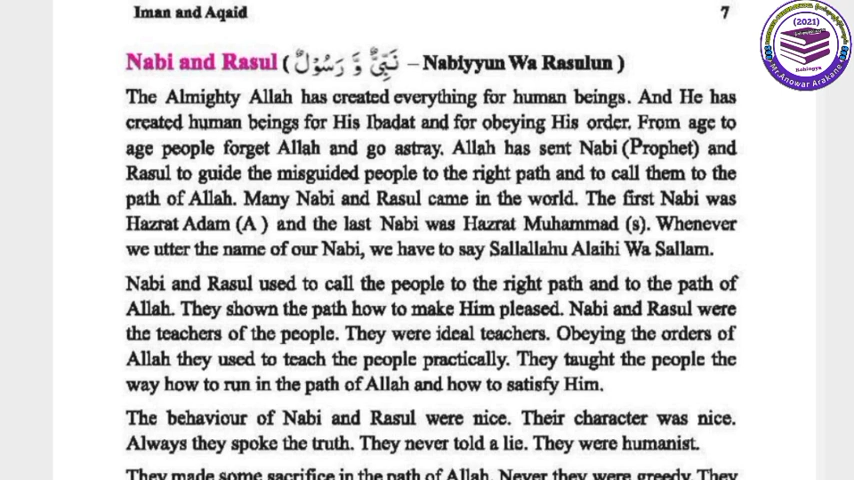 Iman and Aqaid 7
Nabi and Rasul ( نَبِىٌّ وَّ رَسُوْلٌ – Nabiyyun Wa Rasulun )
The Almighty Allah has created everything for human beings. And He has
created human beings for His Ibadat and for obeying His order. From age to
age people forget Allah and go astray. Allah has sent Nabi (Prophet) and
Rasul to guide the misguided people to the right path and to call them to the
path of Allah. Many Nabi and Rasul came in the world. The first Nabi was
Hazrat Adam (A ) and the last Nabi was Hazrat Muhammad (s). Whenever
we utter the name of our Nabi, we have to say Sallallahu Alaihi Wa Sallam.
Nabi and Rasul used to call the people to the right path and to the path of
Allah. They shown the path how to make Him pleased. Nabi and Rasul were
the teachers of the people. They were ideal teachers. Obeying the orders of
Allah they used to teach the people practically. They taught the people the
way how to run in the path of Allah and how to satisfy Him.
The behaviour of Nabi and Rasul were nice. Their character was nice.
Always they spoke the truth. They never told a lie. They were humanist.
They made some sacrifice in the path of Allah. Never they were greedy. They
(2021)
Mr.Anowar Arakane